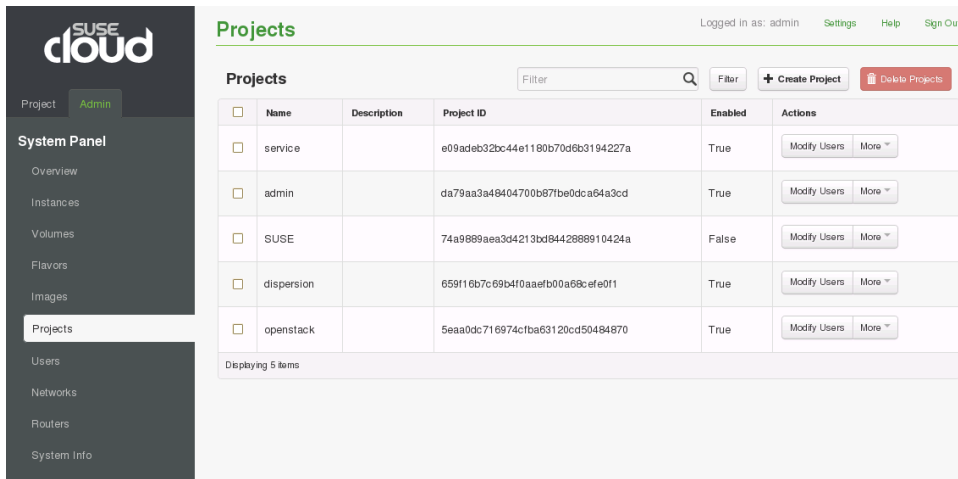 SUSE
cloud
Project Admin
System Panel
Overview
Instances
Volumes
Flavors
Images
Projects
Users
Networks
Routers
System Info
Projects
Logged in as: admin Settings Help Sign Ou
Projects
Filter Filter Create Project Delete Projects
Name Description Project ID Enabled Actions
service e09adeb32bc44e1180b70d6b3194227a True Modify Users More
admin da79aa3a48404700b87fbe0dca64a3cd True Modify Users More
SUSE 74a9889aea3d4213bd8442888910424a False Modify Users More
dispersion 659f16b7c69b4f0aaefb00a68cefe0f1 True Modify Users More
openstack 5eaa0dc716974cfba63120cd50484870 True Modify Users More
Displaying 5 items